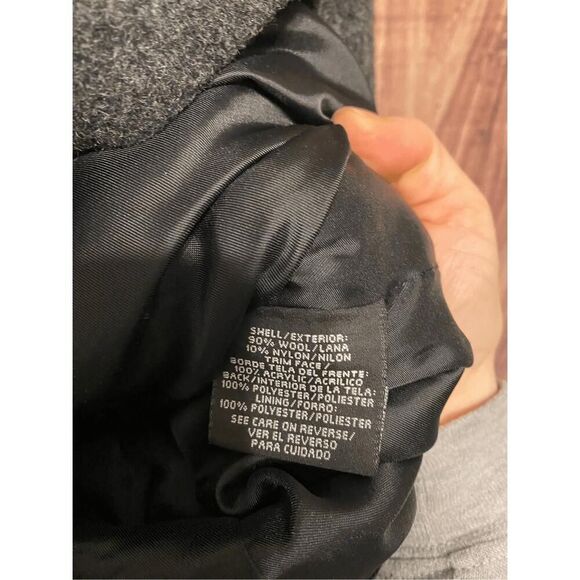 SHELL/EXTERIOR:
90% WOOL/LANA
10% NYLON/NILON
TRIM FACE/
BORDE TELA DEL FRENTE:
100% ACRYLIC/ACRILICO
BACK/INTERIOR DE LA TELA:
100% POLYESTER/POLIESTER
LINING/FORRO:
100% POLYESTER/POLIESTER
SEE CARE ON REVERSE/
VER EL REVERSO
PARA CUIDADO